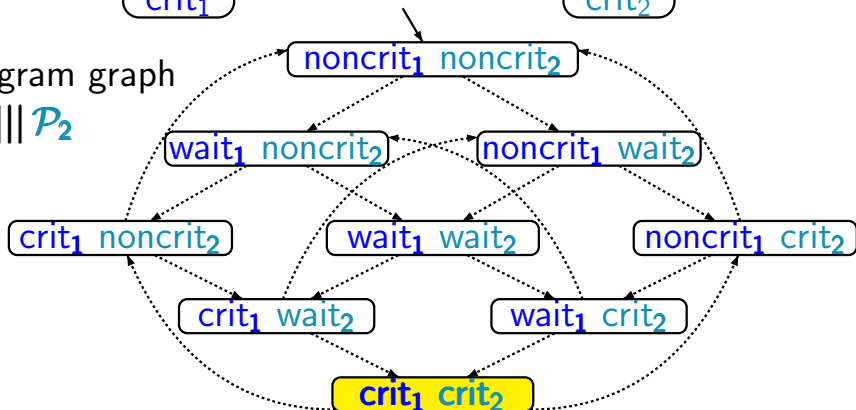 crit₁ crit₂
noncrit₁ noncrit₂
gram graph
||| 𝒫₂
wait₁ noncrit₂ noncrit₁ wait₂
crit₁ noncrit₂ wait₁ wait₂ noncrit₁ crit₂
crit₁ wait₂ wait₁ crit₂
crit₁ crit₂